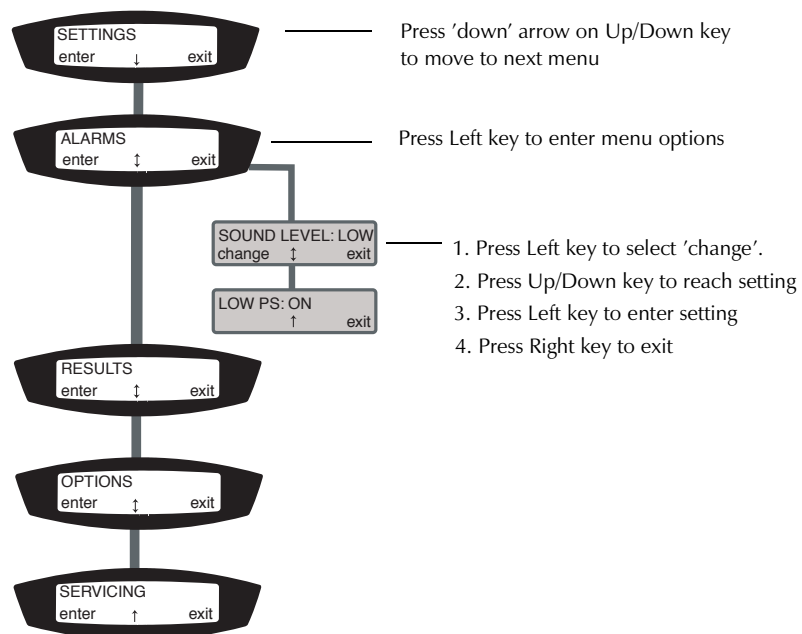 SETTINGS
enter ↓ exit
Press ’down’ arrow on Up/Down key
to move to next menu
ALARMS
enter ↕ exit
Press Left key to enter menu options
SOUND LEVEL: LOW
change ↕ exit
1. Press Left key to select ’change’.
2. Press Up/Down key to reach setting
3. Press Left key to enter setting
4. Press Right key to exit
LOW PS: ON
↑ exit
RESULTS
enter ↕ exit
OPTIONS
enter ↕ exit
SERVICING
enter ↑ exit